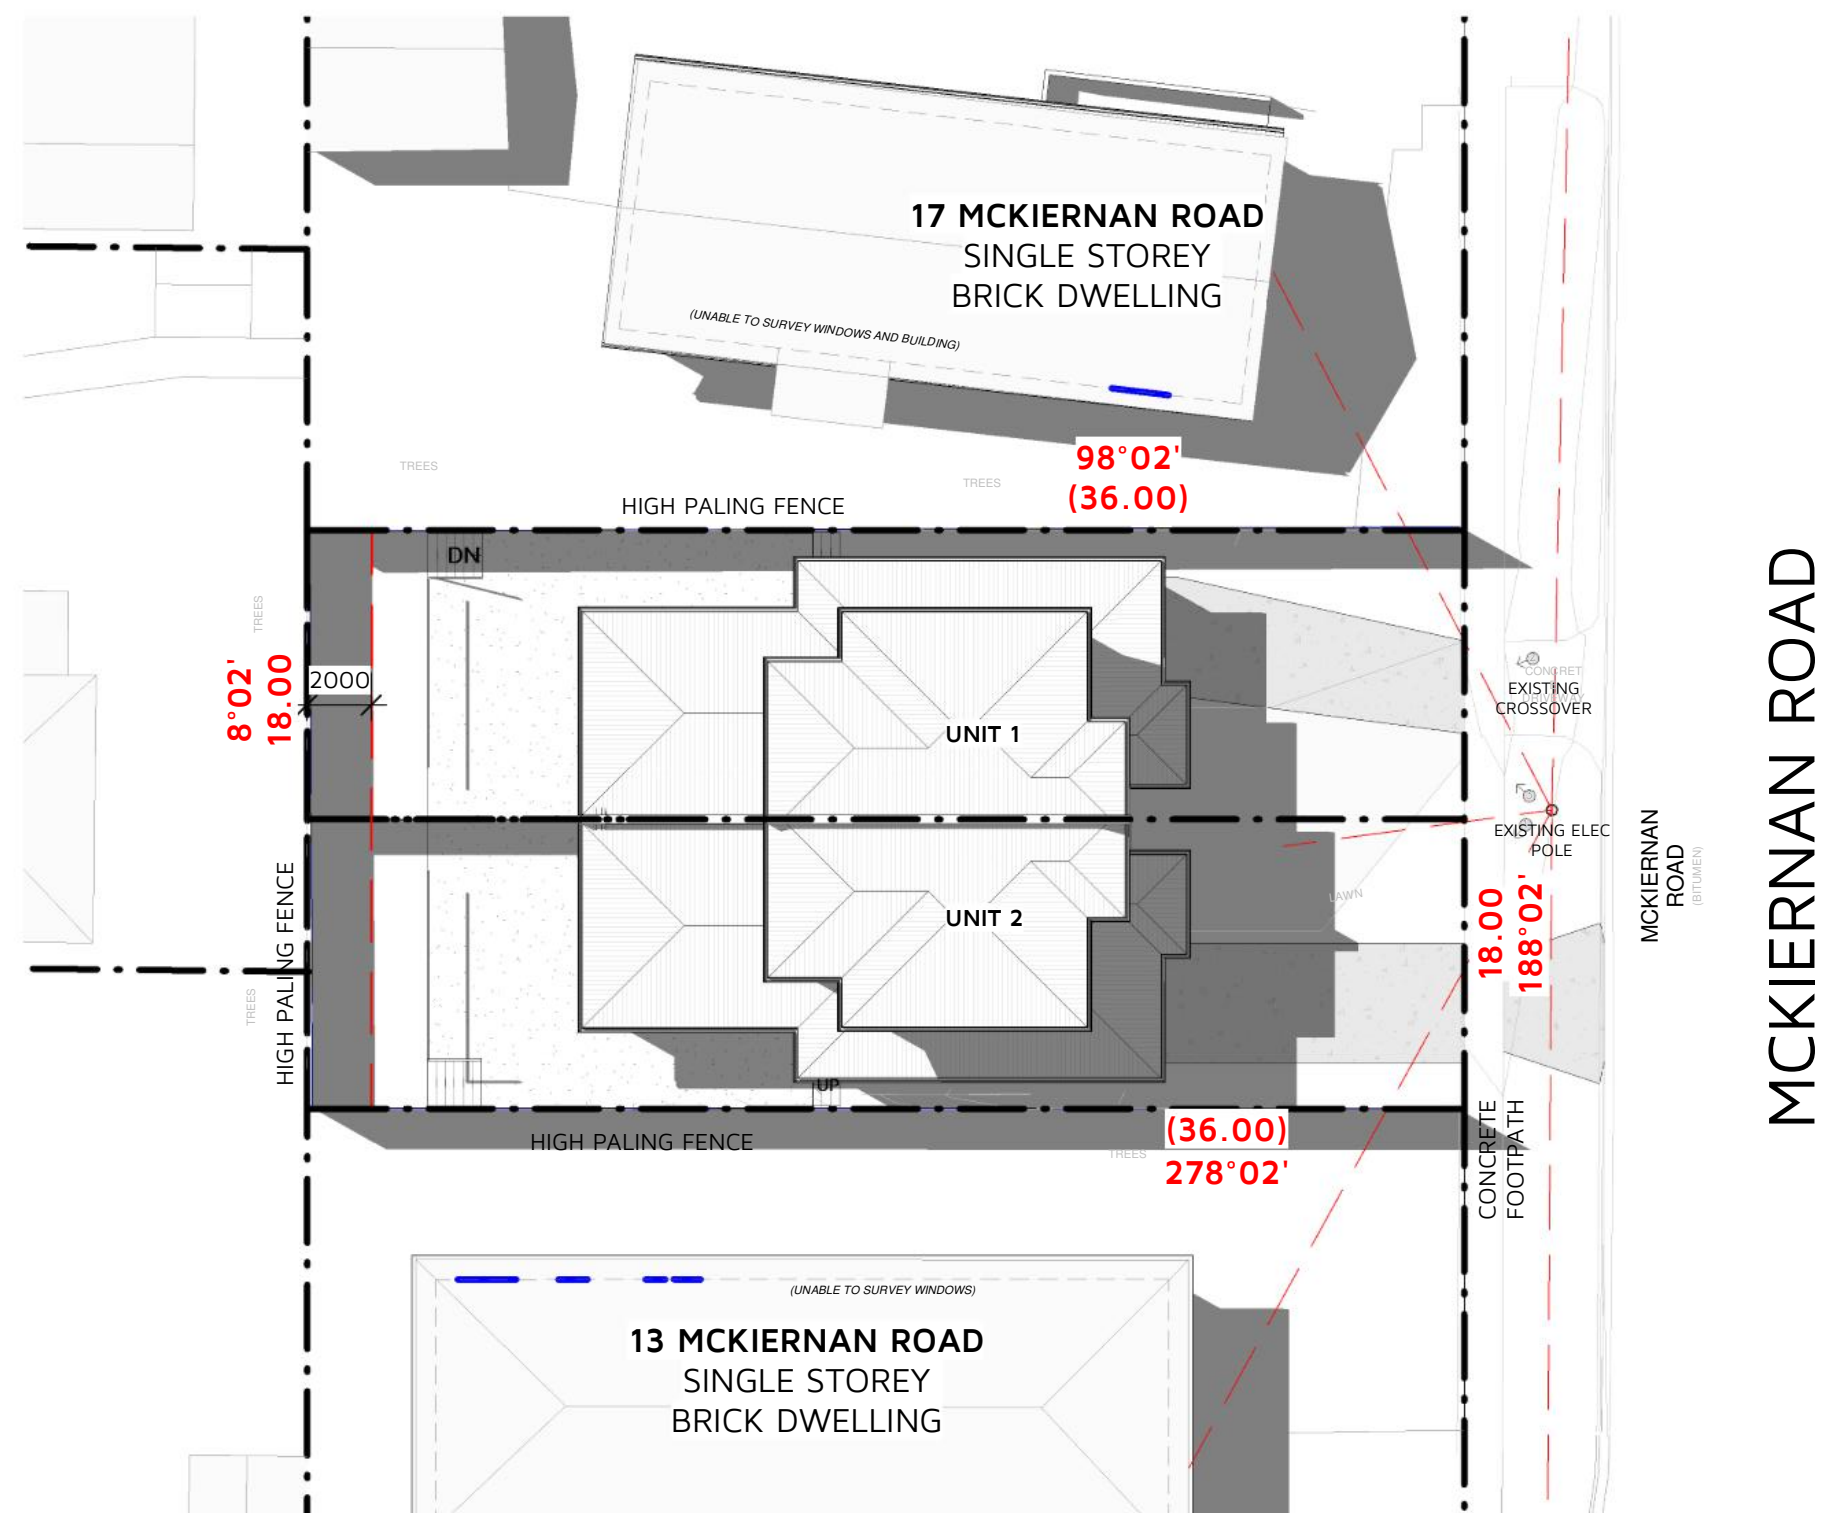 17 MCKIERNAN ROAD
SINGLE STOREY
BRICK DWELLING
(UNABLE TO SURVEY WINDOWS AND BUILDING)
98°02'
(36.00)
TREES
TREES
HIGH PALING FENCE
DN
TREES
8°02'
18.00
2000
UNIT 1
CONCRET
DRIVEWAY
EXISTING
CROSSOVER
EXISTING ELEC
POLE
MCKIERNAN
ROAD
(BITUMEN)
MCKIERNAN ROAD
HIGH PALING FENCE
TREES
UNIT 2
LAWN
18.00
188°02'
UP
HIGH PALING FENCE
(36.00)
278°02'
TREES
CONCRETE
FOOTPATH
(UNABLE TO SURVEY WINDOWS)
13 MCKIERNAN ROAD
SINGLE STOREY
BRICK DWELLING